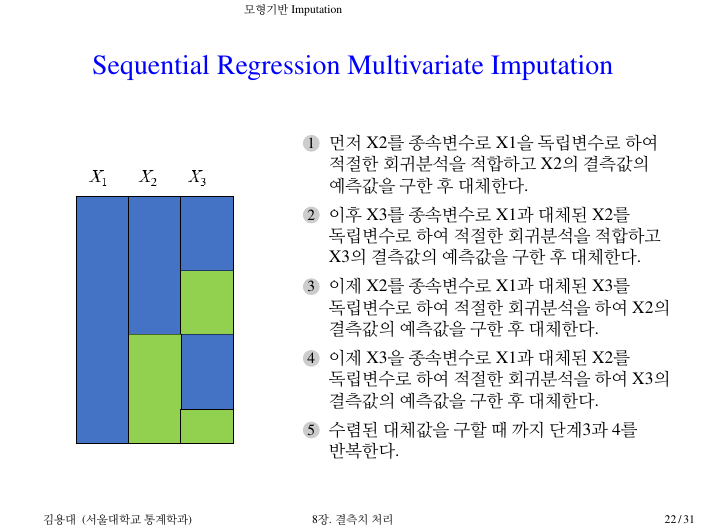 모형기반 Imputation
Sequential Regression Multivariate Imputation
X1 X2 X3
1 먼저 X2를 종속변수로 X1을 독립변수로 하여
적절한 회귀분석을 적합하고 X2의 결측값의
예측값을 구한 후 대체한다.
2 이후 X3를 종속변수로 X1과 대체된 X2를
독립변수로 하여 적절한 회귀분석을 적합하고
X3의 결측값의 예측값을 구한 후 대체한다.
3 이제 X2를 종속변수로 X1과 대체된 X3를
독립변수로 하여 적절한 회귀분석을 하여 X2의
결측값의 예측값을 구한 후 대체한다.
4 이제 X3을 종속변수로 X1과 대체된 X2를
독립변수로 하여 적절한 회귀분석을 하여 X3의
결측값의 예측값을 구한 후 대체한다.
5 수렴된 대체값을 구할 때 까지 단계3과 4를
반복한다.
김용대 (서울대학교 통계학과) 8장. 결측치 처리 22 / 31